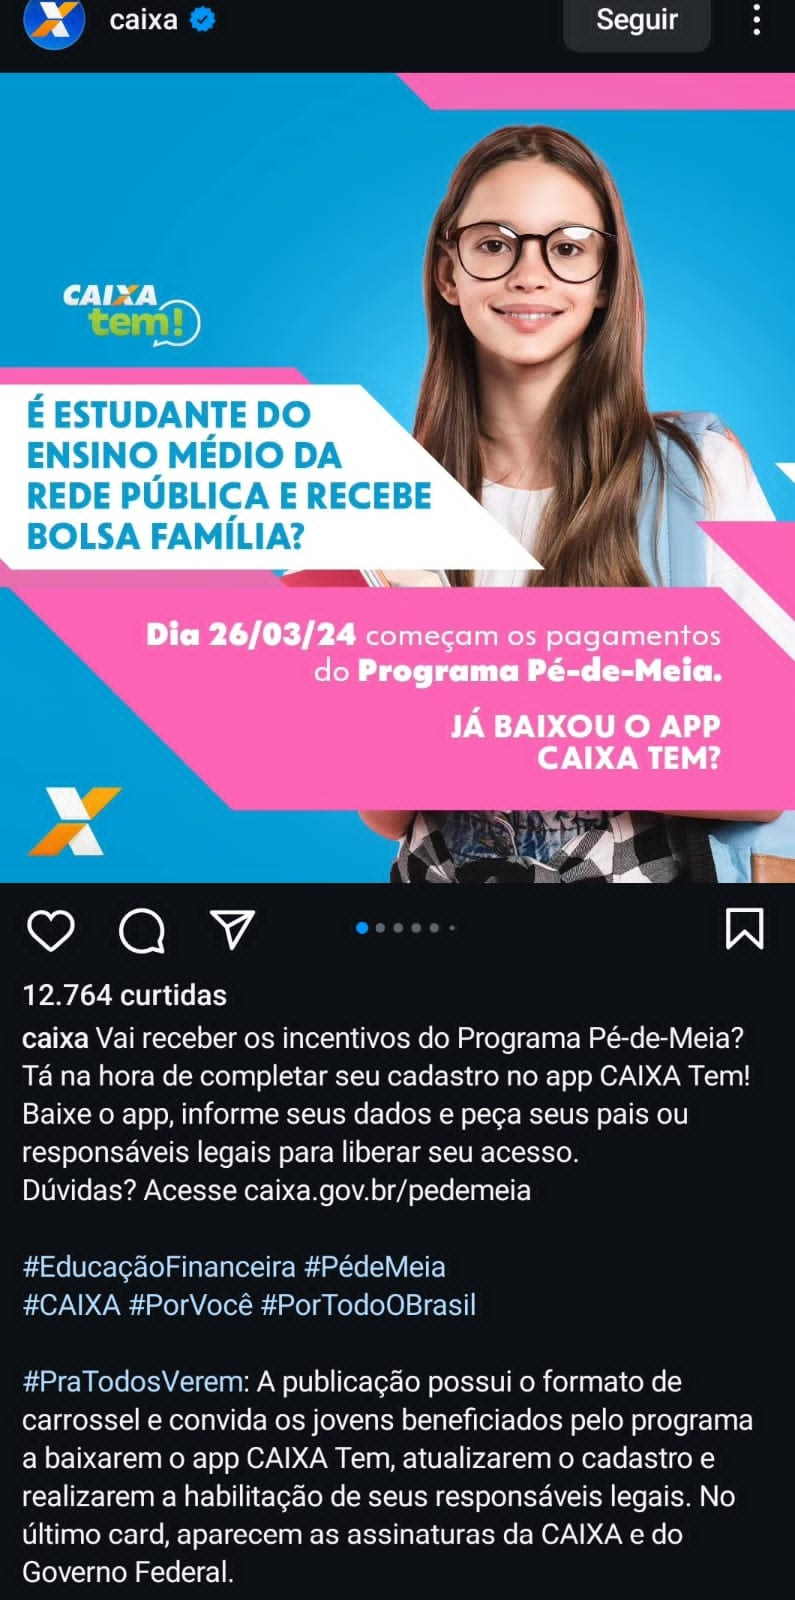 caixa
Seguir
CAIXA
tem!
É ESTUDANTE DO
ENSINO MÉDIO DA
REDE PÚBLICA E RECEBE
BOLSA FAMÍLIA?
Dia 26/03/24 começam os pagamentos
do Programa Pé-de-Meia.
JÁ BAIXOU O APP
CAIXA TEM?
12.764 curtidas
caixa Vai receber os incentivos do Programa Pé-de-Meia?
Tá na hora de completar seu cadastro no app CAIXA Tem!
Baixe o app, informe seus dados e peça seus pais ou
responsáveis legais para liberar seu acesso.
Dúvidas? Acesse caixa.gov.br/pedemeia
#EducaçãoFinanceira #PédeMeia
#CAIXA #PorVocê #PorTodoOBrasil
#PraTodosVerem: A publicação possui o formato de
carrossel e convida os jovens beneficiados pelo programa
a baixarem o app CAIXA Tem, atualizarem o cadastro e
realizarem a habilitação de seus responsáveis legais. No
último card, aparecem as assinaturas da CAIXA e do
Governo Federal.